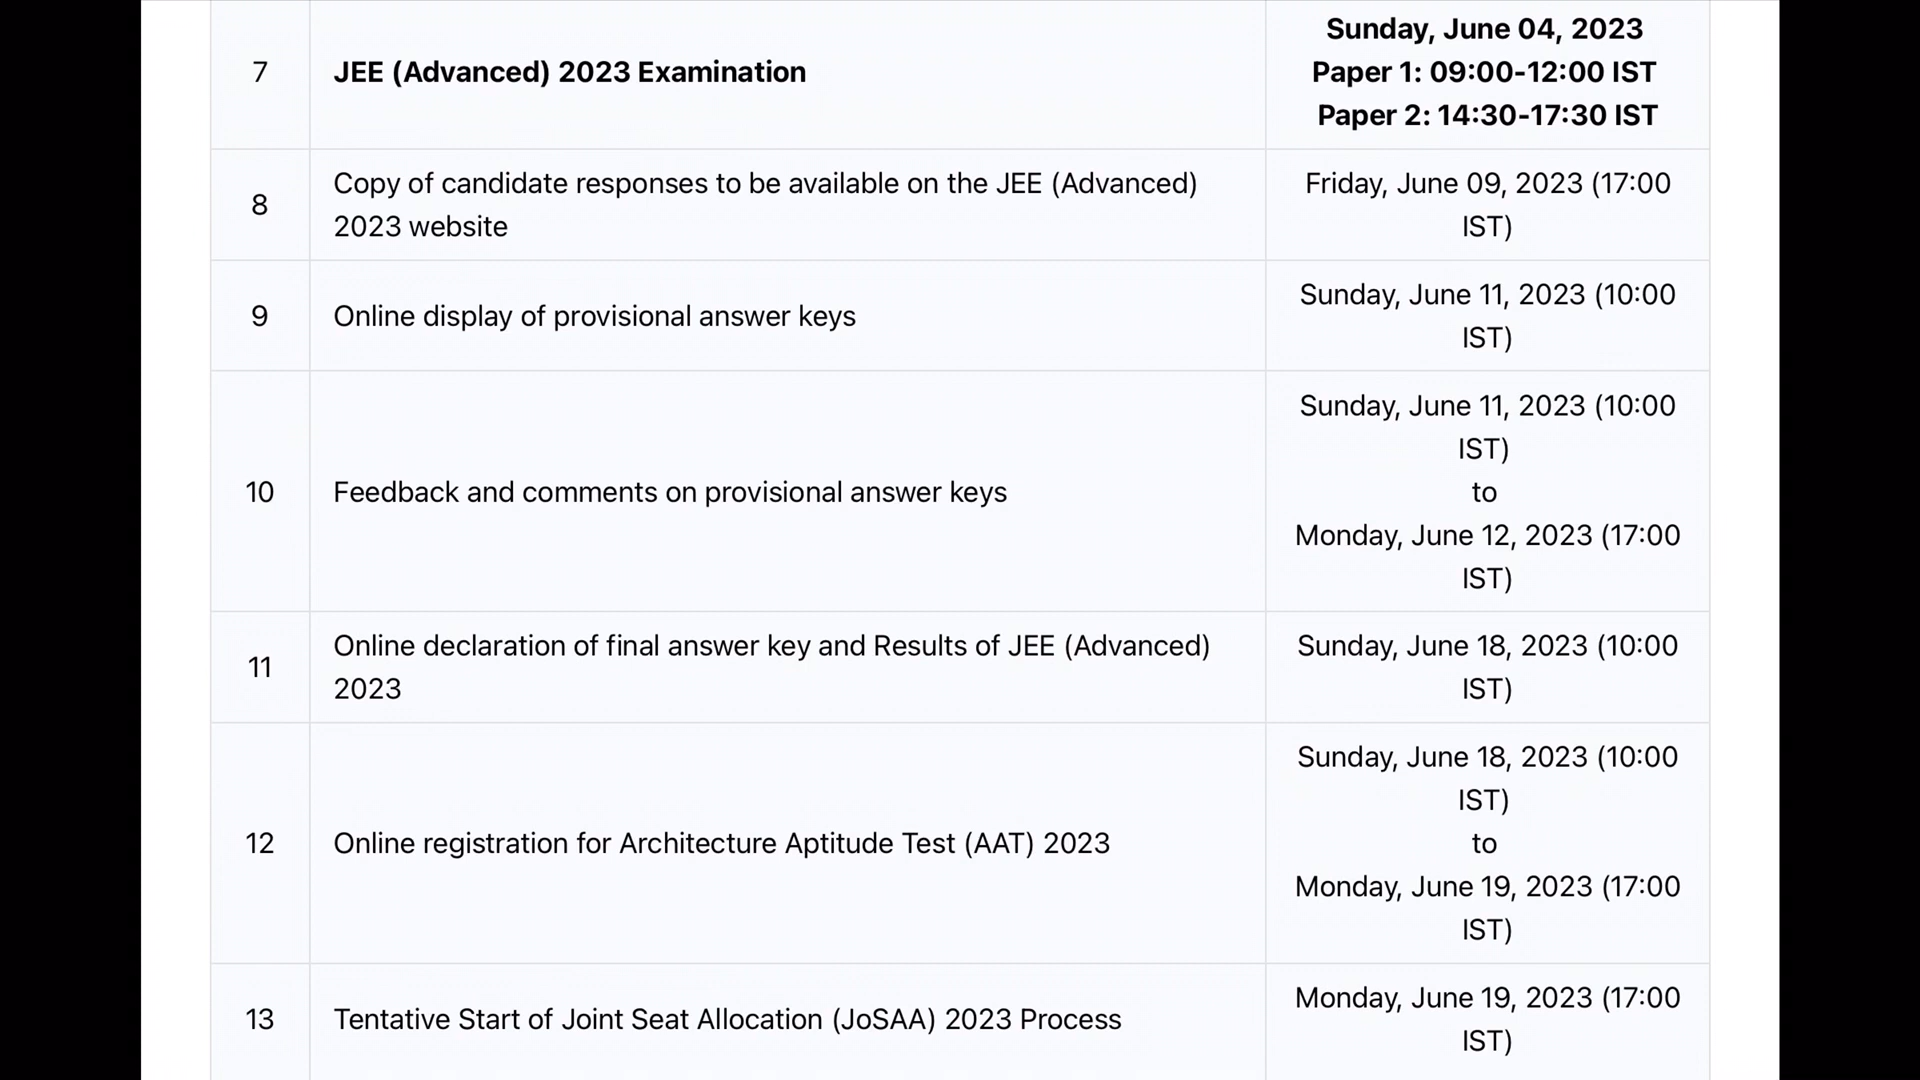 7
JEE (Advanced) 2023 Examination
Sunday, June 04, 2023
Paper 1: 09:00-12:00 IST
Paper 2: 14:30-17:30 IST
8
Copy of candidate responses to be available on the JEE (Advanced)
2023 website
Friday, June 09, 2023 (17:00
IST)
9
Online display of provisional answer keys
Sunday, June 11, 2023 (10:00
IST)
10
Feedback and comments on provisional answer keys
Sunday, June 11, 2023 (10:00
IST)
to
Monday, June 12, 2023 (17:00
IST)
11
Online declaration of final answer key and Results of JEE (Advanced)
2023
Sunday, June 18, 2023 (10:00
IST)
12
Online registration for Architecture Aptitude Test (AAT) 2023
Sunday, June 18, 2023 (10:00
IST)
to
Monday, June 19, 2023 (17:00
IST)
13
Tentative Start of Joint Seat Allocation (JoSAA) 2023 Process
Monday, June 19, 2023 (17:00
IST)